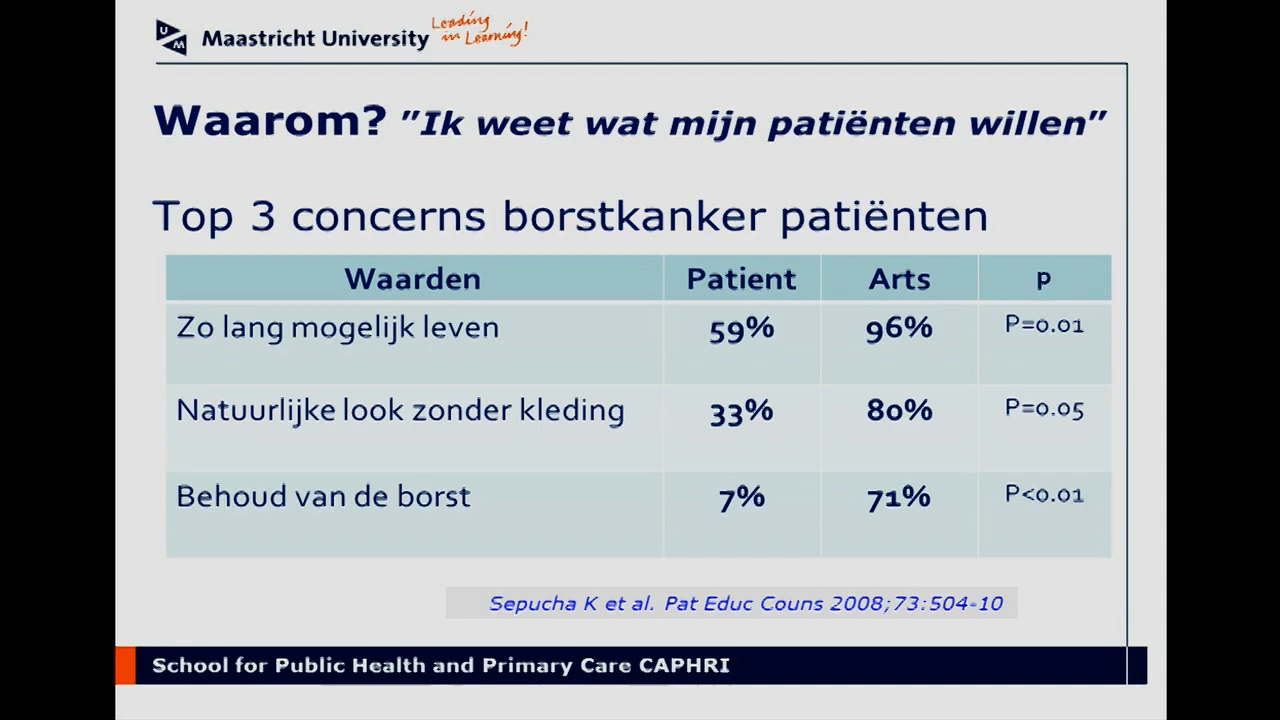 UM
Maastricht University
Leading
in Learning!
Waarom? ”Ik weet wat mijn patiënten willen”
Top 3 concerns borstkanker patiënten
Waarden Patient Arts p
Zo lang mogelijk leven 59% 96% P=0.01
Natuurlijke look zonder kleding 33% 80% P=0.05
Behoud van de borst 7% 71% P<0.01
Sepucha K et al. Pat Educ Couns 2008;73:504-10
School for Public Health and Primary Care CAPHRI